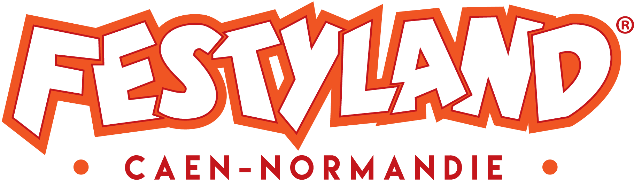 FESTYLAND®
• CAEN-NORMANDIE •